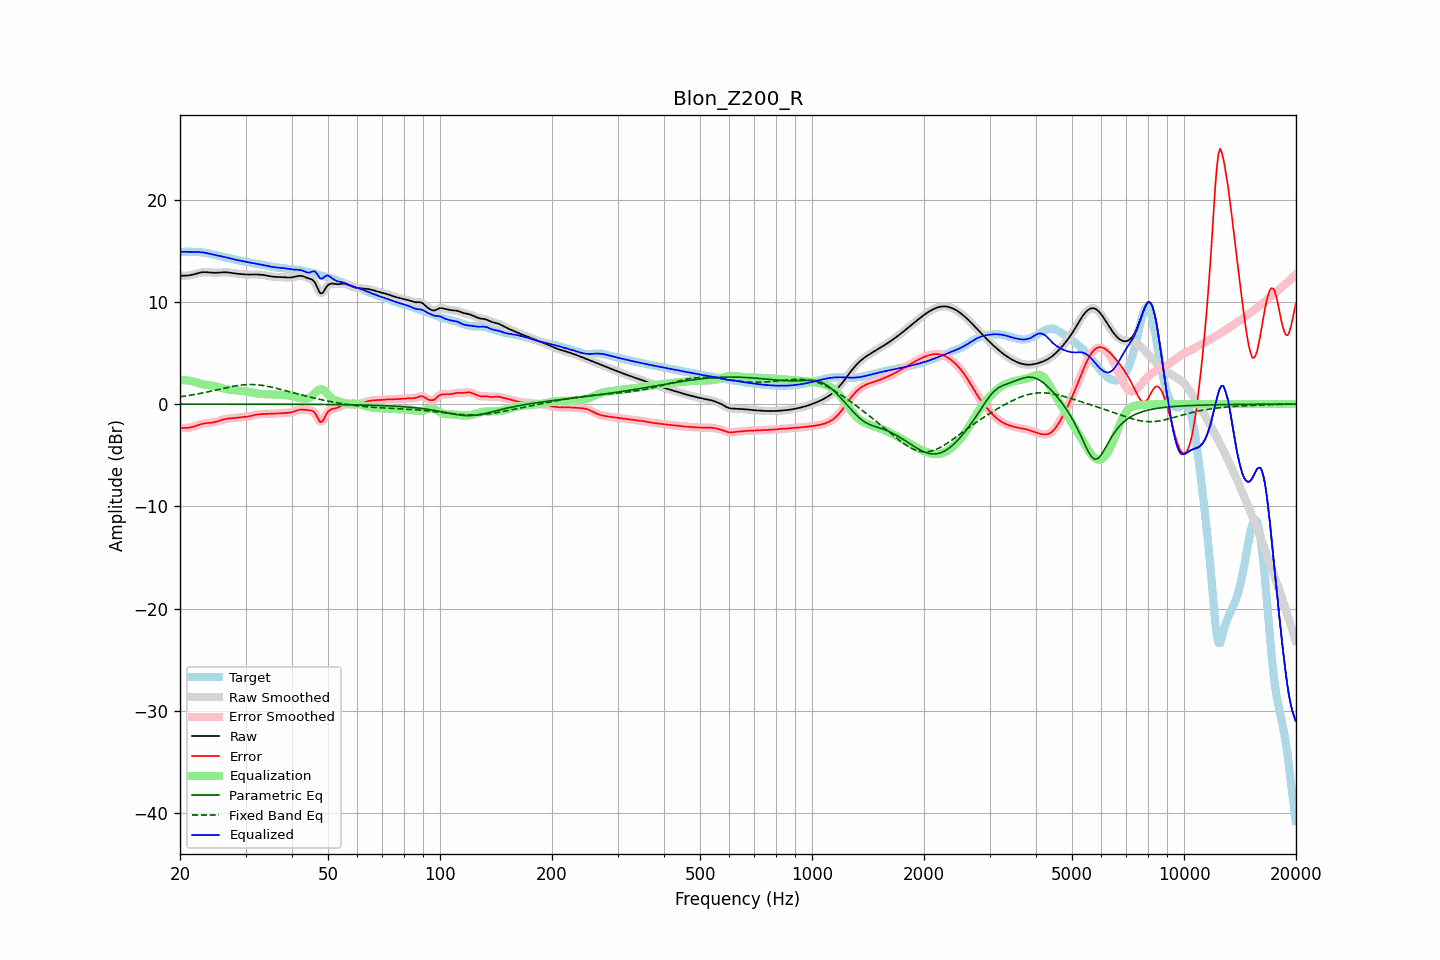 Blon_Z200_R
Amplitude (dBr)
20
10
0
−10
−20
−30
−40
Target
Raw Smoothed
Error Smoothed
Raw
Error
Equalization
Parametric Eq
Fixed Band Eq
Equalized
20 50 100 200 500 1000 2000 5000 10000 20000
Frequency (Hz)